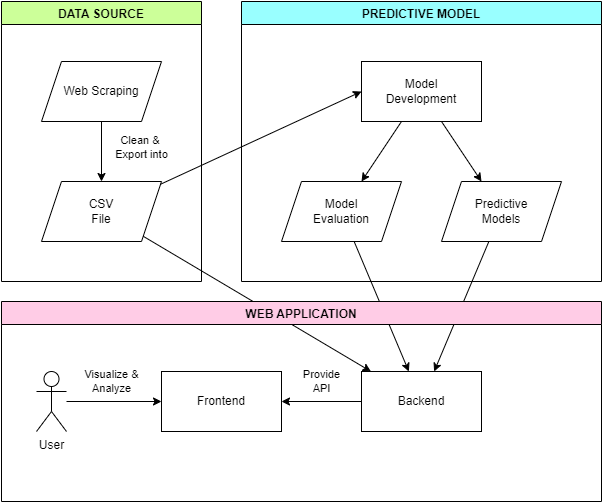 DATA SOURCE
PREDICTIVE MODEL
Web Scraping
Model
Development
Clean &
Export into
CSV
File
Model
Evaluation
Predictive
Models
WEB APPLICATION
Visualize &
Analyze
Provide
API
Frontend
Backend
User